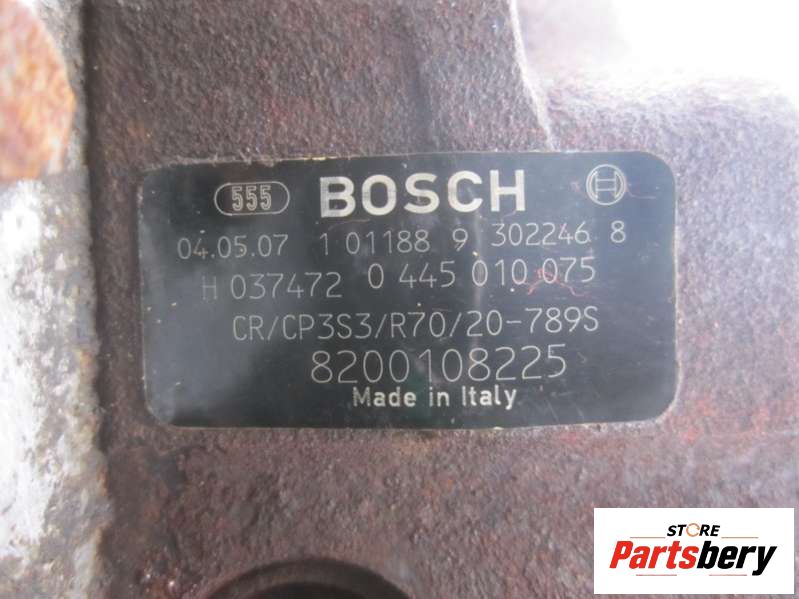 555 BOSCH H
04.05.07 1 01188 9 302246 8
H 037472 0 445 010 075
CR/CP3S3/R70/20-789S
8200108225
Made in Italy
STORE
Partsbery